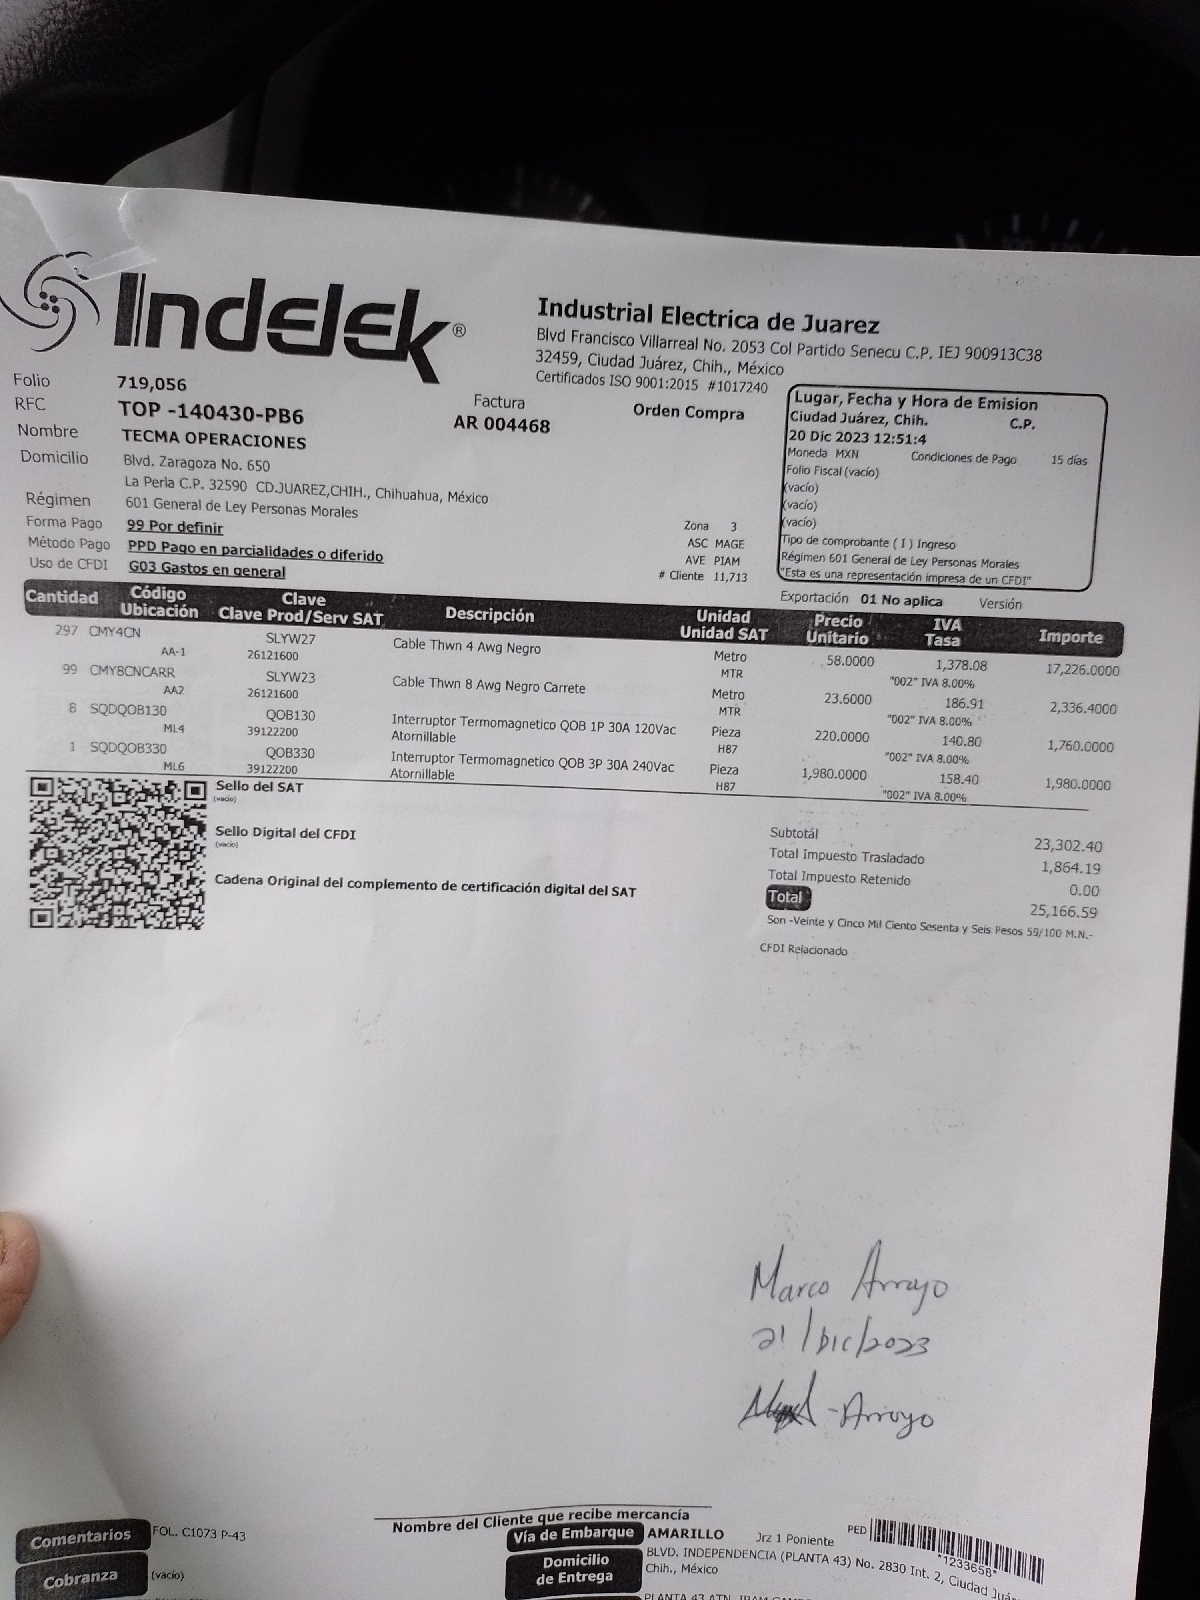 Indelek®
Industrial Electrica de Juarez
Blvd Francisco Villarreal No. 2053 Col Partido Senecu C.P. IEJ 900913C38
32459, Ciudad Juárez, Chih., México
Certificados ISO 9001:2015 #1017240
Folio 719,056
RFC TOP -140430-PB6
Factura
AR 004468
Orden Compra
Nombre TECMA OPERACIONES
Domicilio Blvd. Zaragoza No. 650
La Perla C.P. 32590 CD.JUAREZ,CHIH., Chihuahua, México
Régimen 601 General de Ley Personas Morales
Forma Pago 99 Por definir
Método Pago PPD Pago en parcialidades o diferido
Uso de CFDI G03 Gastos en general
Zona 3
ASC MAGE
AVE PIAM
# Cliente 11,713
Lugar, Fecha y Hora de Emision
Ciudad Juárez, Chih. C.P.
20 Dic 2023 12:51:4
Moneda MXN Condiciones de Pago 15 días
Folio Fiscal (vacío)
(vacío)
(vacío)
(vacío)
Tipo de comprobante ( I ) Ingreso
Régimen 601 General de Ley Personas Morales
"Esta es una representación impresa de un CFDI"
Exportación 01 No aplica Versión
Cantidad Código Clave Descripción Unidad Precio IVA Importe
Ubicación Clave Prod/Serv SAT Unidad SAT Unitario Tasa
297 CMY4CN SLYW27 Cable Thwn 4 Awg Negro Metro 58.0000 1,378.08 17,226.0000
AA-1 26121600 MTR "002" IVA 8.00%
99 CMY8CNCARR SLYW23 Cable Thwn 8 Awg Negro Carrete Metro 23.6000 186.91 2,336.4000
AA2 26121600 MTR "002" IVA 8.00%
8 SQDQOB130 QOB130 Interruptor Termomagnetico QOB 1P 30A 120Vac Pieza 220.0000 140.80 1,760.0000
ML4 39122200 Atornillable H87 "002" IVA 8.00%
1 SQDQOB330 QOB330 Interruptor Termomagnetico QOB 3P 30A 240Vac Pieza 1,980.0000 158.40 1,980.0000
ML6 39122200 Atornillable H87 "002" IVA 8.00%
Sello del SAT
(vacio)
Sello Digital del CFDI
(vacio)
Cadena Original del complemento de certificación digital del SAT
Subtotál 23,302.40
Total Impuesto Trasladado 1,864.19
Total Impuesto Retenido 0.00
Total 25,166.59
Son -Veinte y Cinco Mil Ciento Sesenta y Seis Pesos 59/100 M.N.-
CFDI Relacionado
Marco Arroyo
21/DIC/2023
Arroyo
Nombre del Cliente que recibe mercancía
Comentarios FOL. C1073 P-43
Cobranza (vacío)
Vía de Embarque AMARILLO Jrz 1 Poniente PED
*1233658*
Domicilio de Entrega BLVD. INDEPENDENCIA (PLANTA 43) No. 2830 Int. 2, Ciudad
Chih., México
PLANTA 43 ATN.